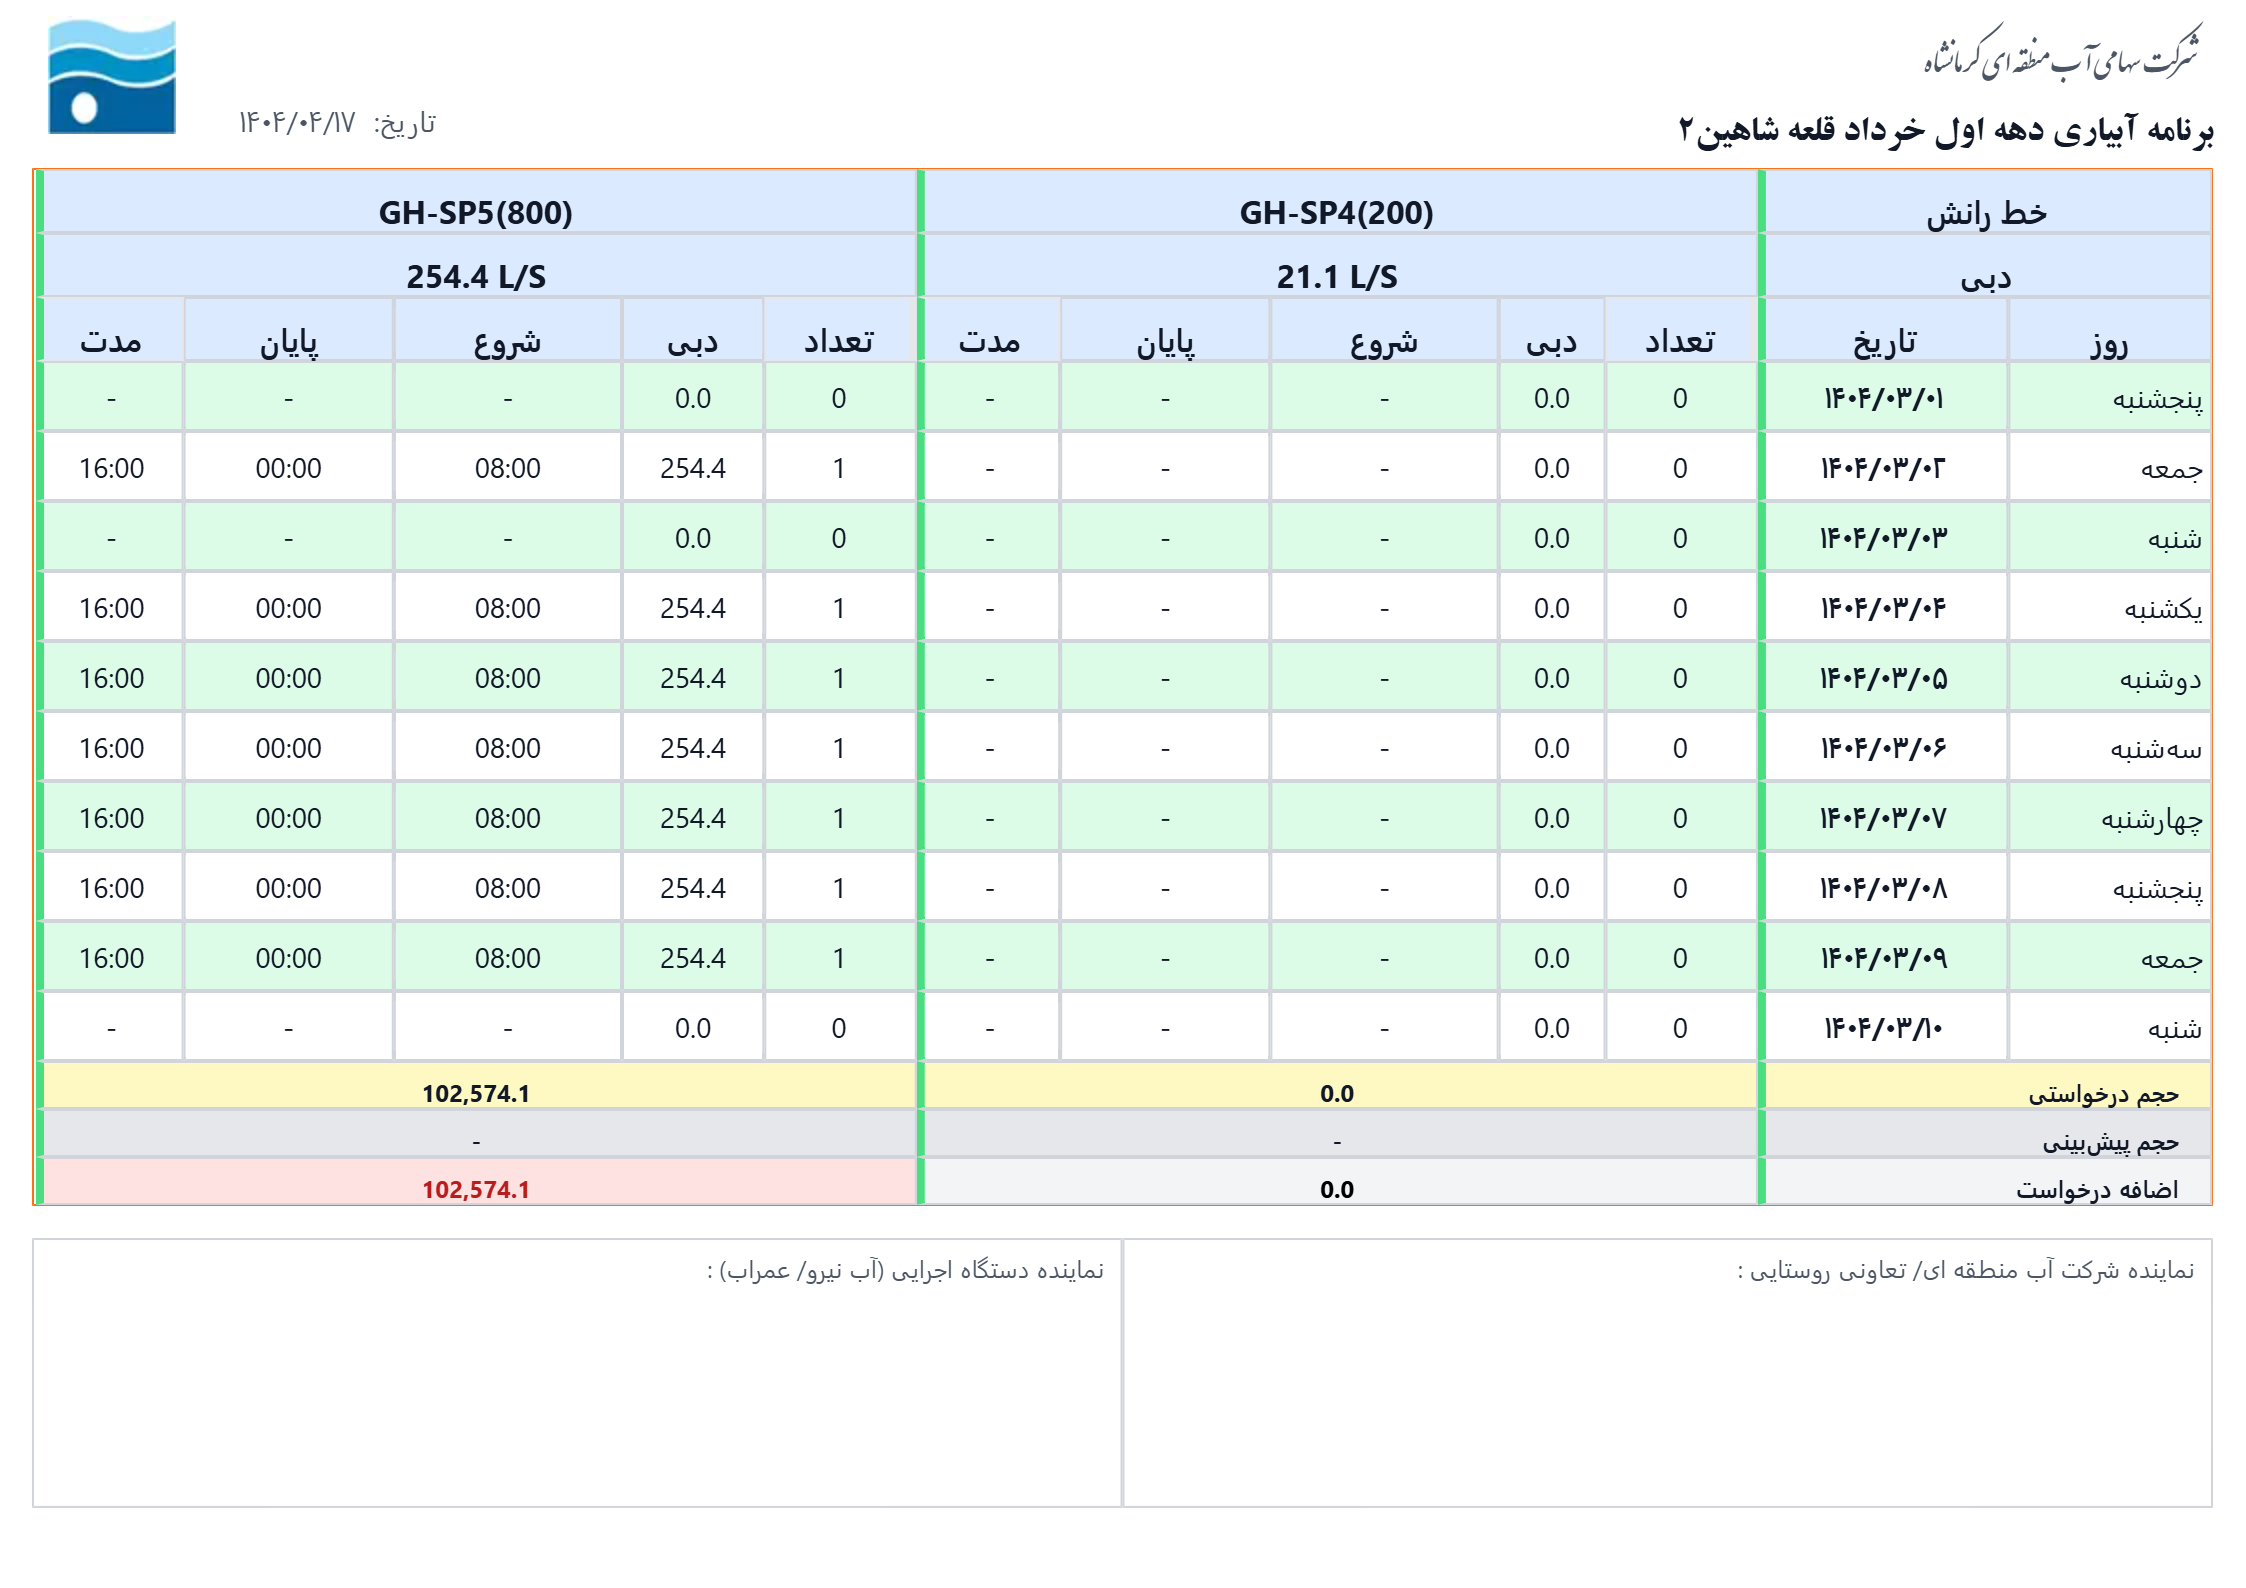 شرکت سهامی آب منطقه ای کرمانشاه
برنامه آبیاری دهه اول خرداد قلعه شاهین ۲
تاریخ: ۱۴۰۴/۰۴/۱۷
خط رانش GH-SP4(200) GH-SP5(800)
دبی 21.1 L/S 254.4 L/S
روز تاریخ تعداد دبی شروع پایان مدت تعداد دبی شروع پایان مدت
پنجشنبه ۱۴۰۴/۰۳/۰۱ 0 0.0 - - - 0 0.0 - - -
جمعه ۱۴۰۴/۰۳/۰۲ 0 0.0 - - - 1 254.4 08:00 00:00 16:00
شنبه ۱۴۰۴/۰۳/۰۳ 0 0.0 - - - 0 0.0 - - -
یکشنبه ۱۴۰۴/۰۳/۰۴ 0 0.0 - - - 1 254.4 08:00 00:00 16:00
دوشنبه ۱۴۰۴/۰۳/۰۵ 0 0.0 - - - 1 254.4 08:00 00:00 16:00
سه‌شنبه ۱۴۰۴/۰۳/۰۶ 0 0.0 - - - 1 254.4 08:00 00:00 16:00
چهارشنبه ۱۴۰۴/۰۳/۰۷ 0 0.0 - - - 1 254.4 08:00 00:00 16:00
پنجشنبه ۱۴۰۴/۰۳/۰۸ 0 0.0 - - - 1 254.4 08:00 00:00 16:00
جمعه ۱۴۰۴/۰۳/۰۹ 0 0.0 - - - 1 254.4 08:00 00:00 16:00
شنبه ۱۴۰۴/۰۳/۱۰ 0 0.0 - - - 0 0.0 - - -
حجم درخواستی 0.0 102,574.1
حجم پیش‌بینی - -
اضافه درخواست 0.0 102,574.1
نماینده شرکت آب منطقه ای/ تعاونی روستایی :
نماینده دستگاه اجرایی (آب نیرو/ عمراب) :